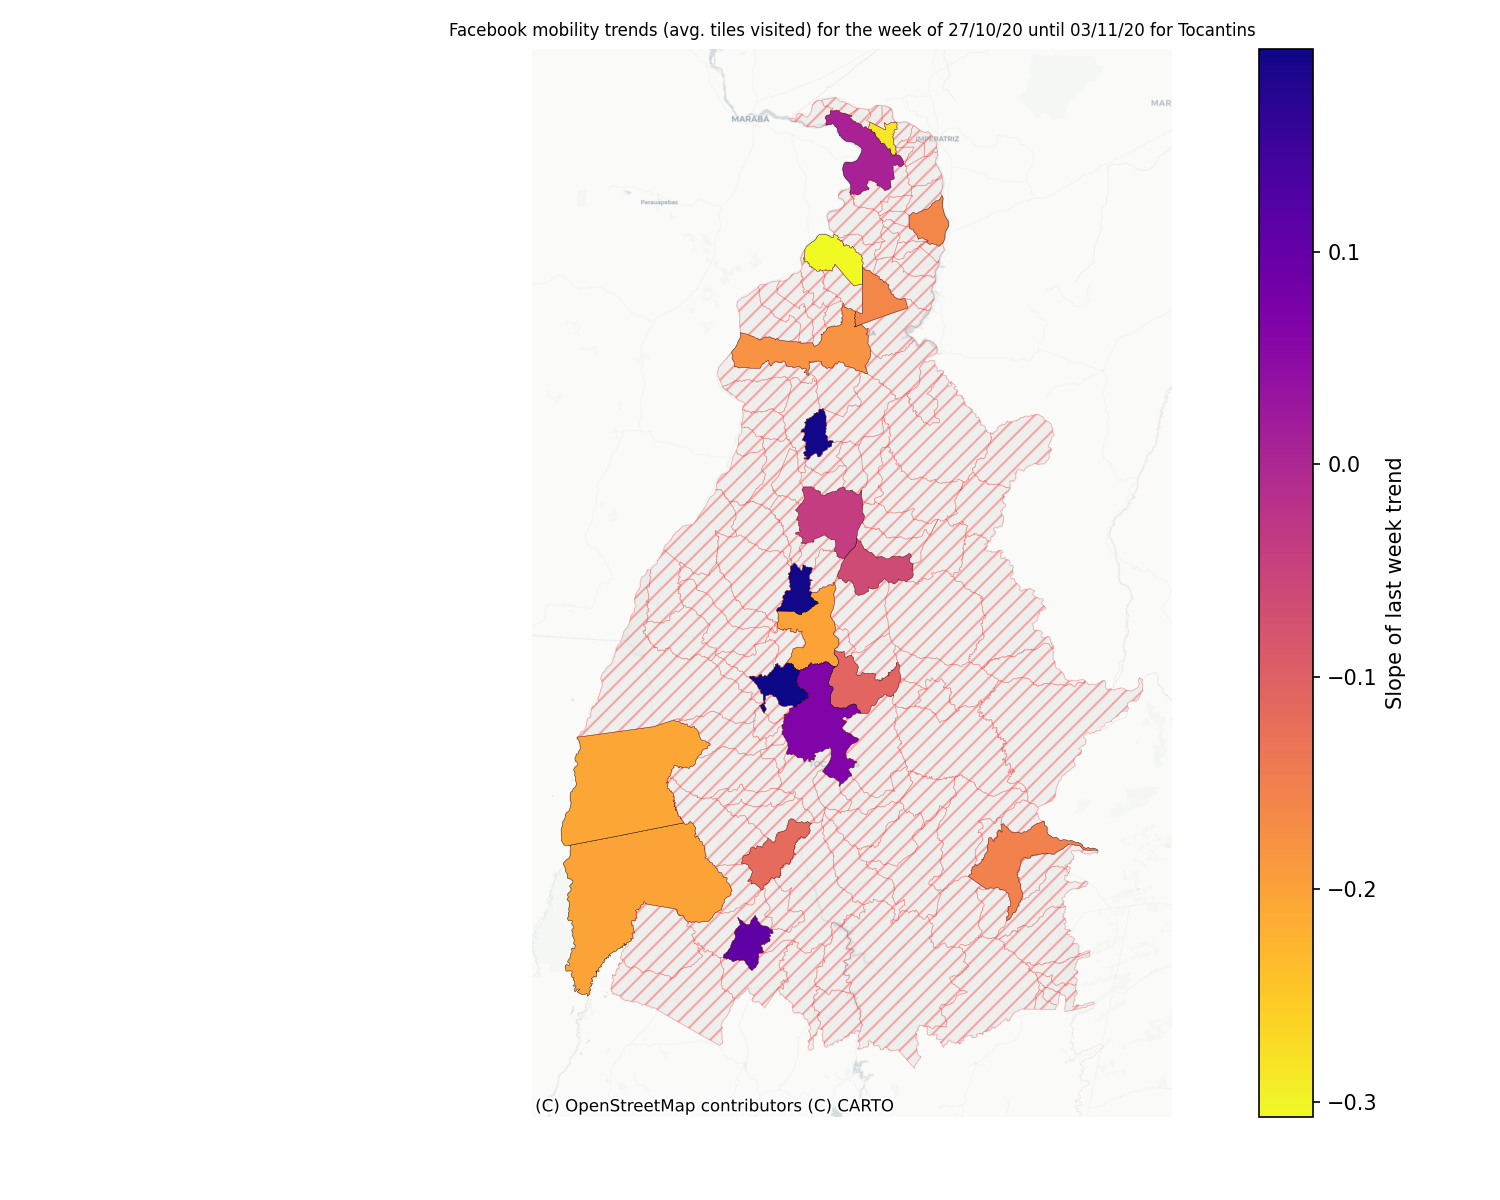 Facebook mobility trends (avg. tiles visited) for the week of 27/10/20 until 03/11/20 for Tocantins
MAR
MARABÁ
IMPERATRIZ
Parauapebas
0.1
0.0
−0.1
−0.2
−0.3
Slope of last week trend
(C) OpenStreetMap contributors (C) CARTO